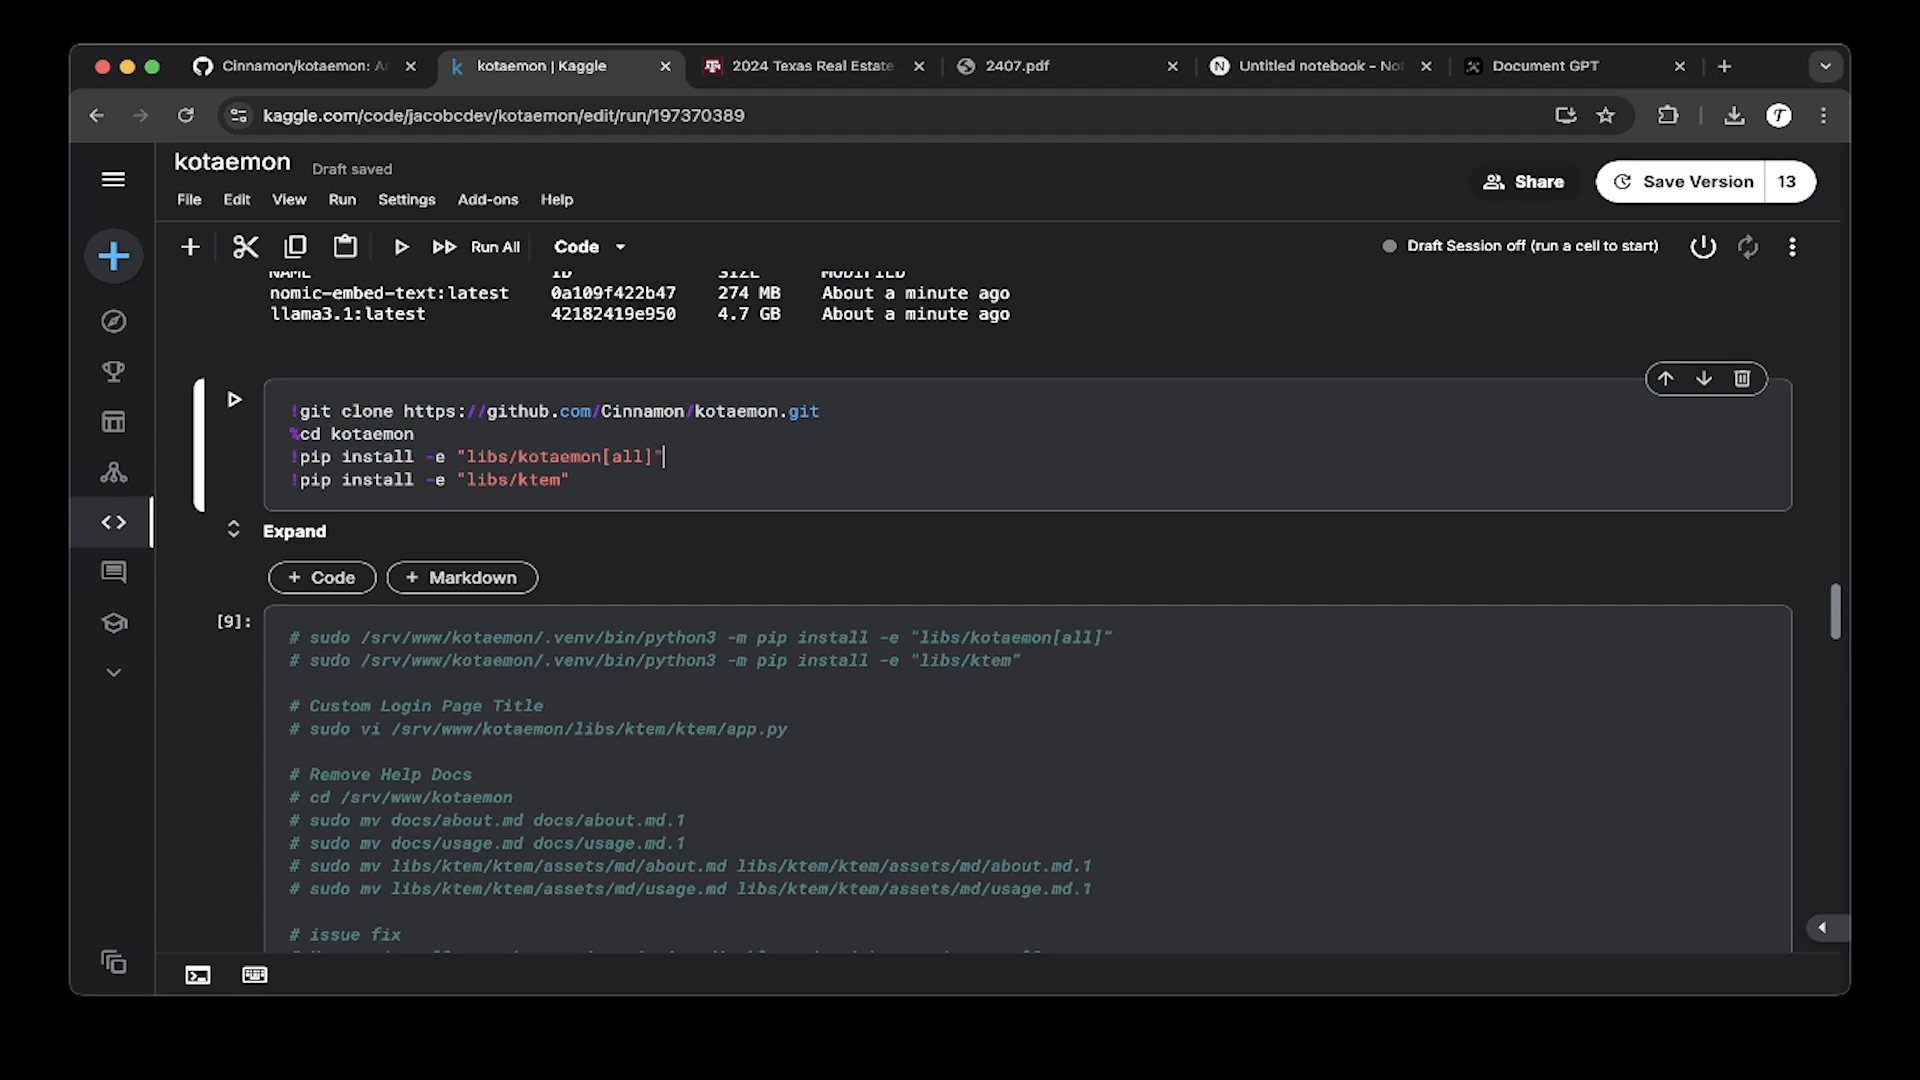 Cinnamon/kotaemon: Ar
kotaemon | Kaggle
2024 Texas Real Estate
2407.pdf
Untitled notebook – Not
Document GPT
kaggle.com/code/jacobcdev/kotaemon/edit/run/197370389
kotaemon
Draft saved
File Edit View Run Settings Add-ons Help
Share
Save Version 13
Run All
Code
Draft Session off (run a cell to start)
NAME ID SIZE MODIFIED
nomic-embed-text:latest 0a109f422b47 274 MB About a minute ago
llama3.1:latest 42182419e950 4.7 GB About a minute ago
!git clone https://github.com/Cinnamon/kotaemon.git
%cd kotaemon
!pip install -e "libs/kotaemon[all]"
!pip install -e "libs/ktem"
Expand
+ Code
+ Markdown
[9]:
# sudo /srv/www/kotaemon/.venv/bin/python3 -m pip install -e "libs/kotaemon[all]"
# sudo /srv/www/kotaemon/.venv/bin/python3 -m pip install -e "libs/ktem"
# Custom Login Page Title
# sudo vi /srv/www/kotaemon/libs/ktem/ktem/app.py
# Remove Help Docs
# cd /srv/www/kotaemon
# sudo mv docs/about.md docs/about.md.1
# sudo mv docs/usage.md docs/usage.md.1
# sudo mv libs/ktem/ktem/assets/md/about.md libs/ktem/ktem/assets/md/about.md.1
# sudo mv libs/ktem/ktem/assets/md/usage.md libs/ktem/ktem/assets/md/usage.md.1
# issue fix